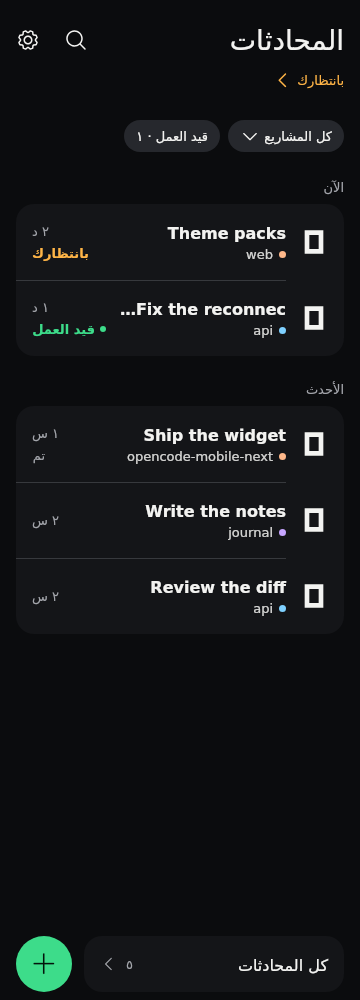 المحادثات
بانتظارك
كل المشاريع
قيد العمل · ١
الآن
Theme packs
٢ د
web
بانتظارك
Fix the reconnec…
١ د
api
قيد العمل
الأحدث
Ship the widget
١ س
opencode-mobile-next
تم
Write the notes
٢ س
journal
Review the diff
٢ س
api
كل المحادثات
٥